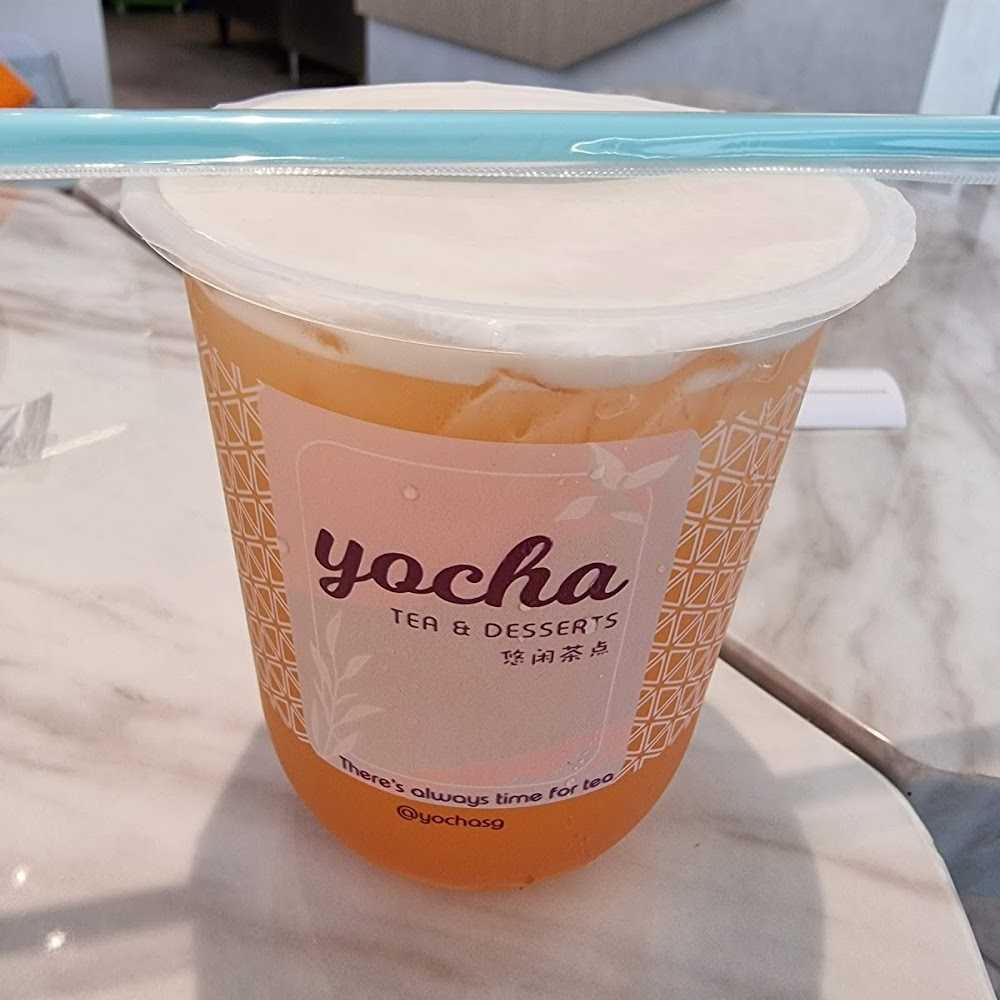 yocha
TEA & DESSERTS
悠闲茶点
There's always time for tea
@yochasg